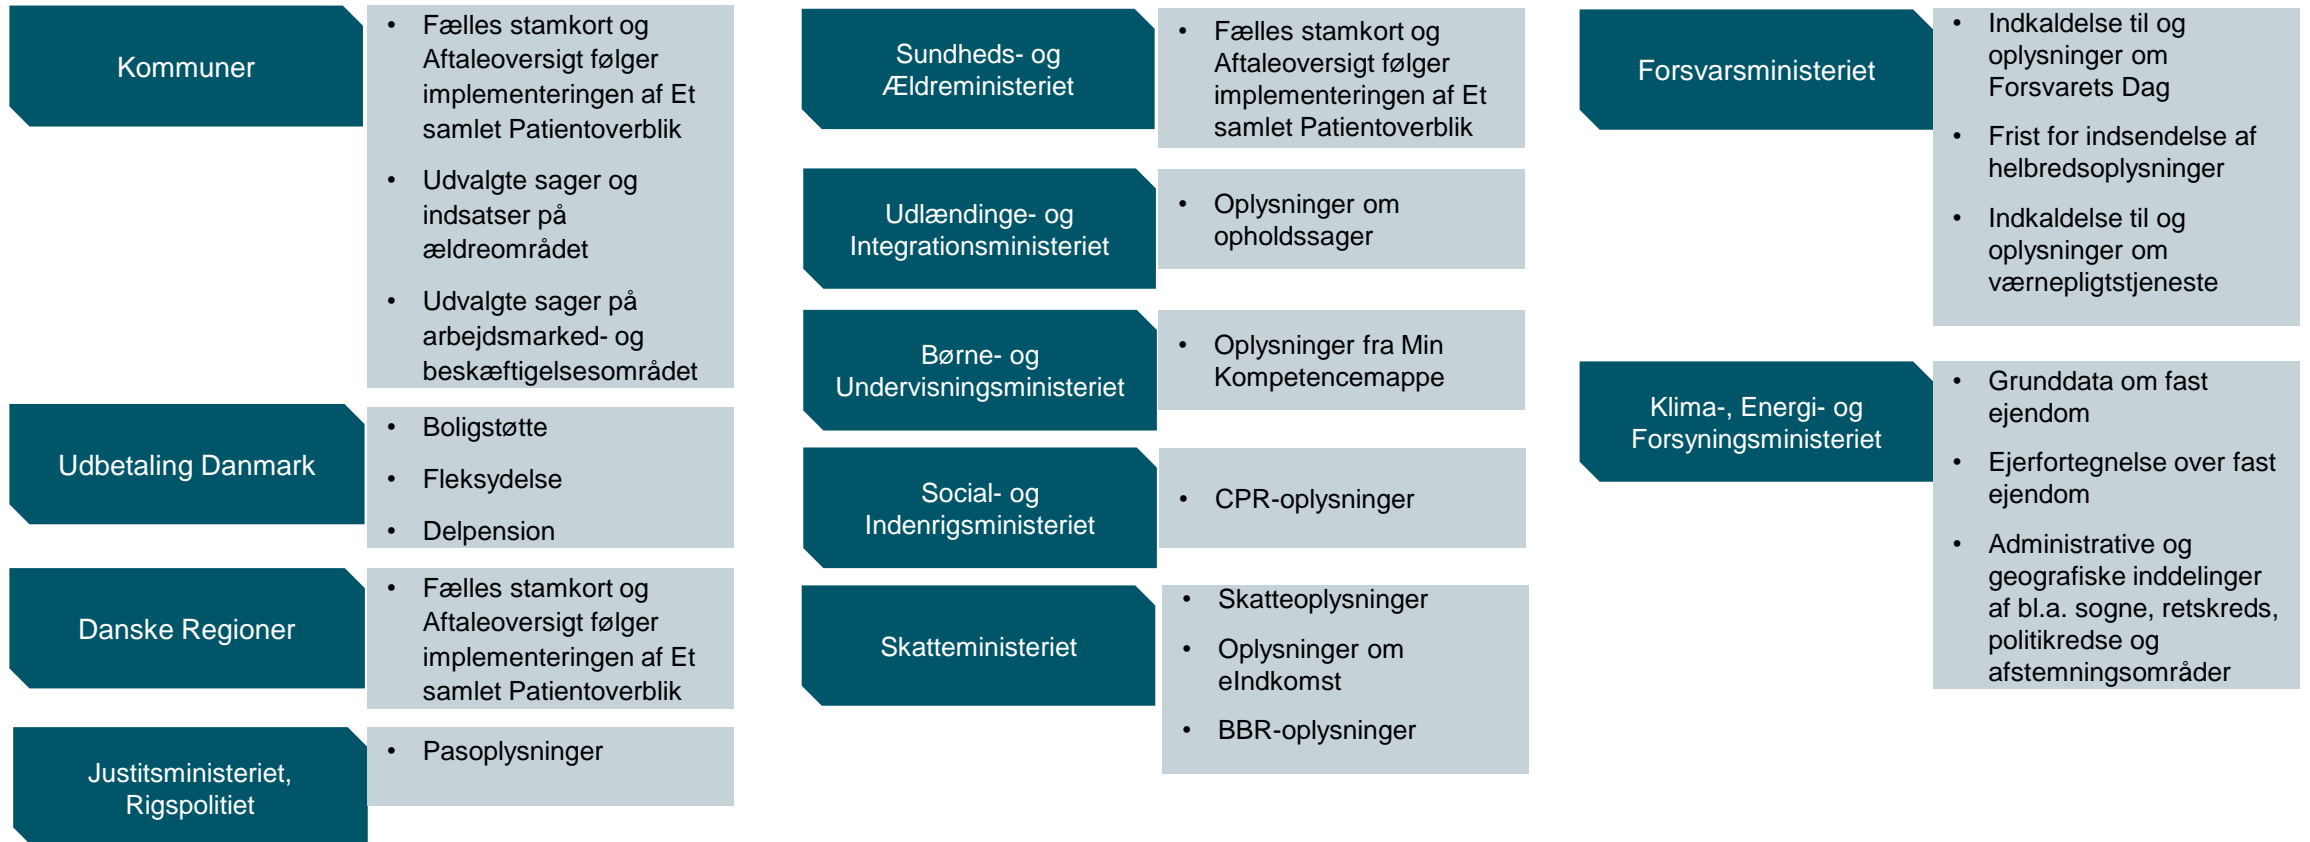 Kommuner
• Fælles stamkort og
Aftaleoversigt følger
implementeringen af Et
samlet Patientoverblik
• Udvalgte sager og
indsatser på
ældreområdet
• Udvalgte sager på
arbejdsmarked- og
beskæftigelsesområdet
Udbetaling Danmark
• Boligstøtte
• Fleksydelse
• Delpension
Danske Regioner
• Fælles stamkort og
Aftaleoversigt følger
implementeringen af Et
samlet Patientoverblik
Justitsministeriet,
Rigspolitiet
• Pasoplysninger
Sundheds- og
Ældreministeriet
• Fælles stamkort og
Aftaleoversigt følger
implementeringen af Et
samlet Patientoverblik
Udlændinge- og
Integrationsministeriet
• Oplysninger om
opholdssager
Børne- og
Undervisningsministeriet
• Oplysninger fra Min
Kompetencemappe
Social- og
Indenrigsministeriet
• CPR-oplysninger
Skatteministeriet
• Skatteoplysninger
• Oplysninger om
eIndkomst
• BBR-oplysninger
Forsvarsministeriet
• Indkaldelse til og
oplysninger om
Forsvarets Dag
• Frist for indsendelse af
helbredsoplysninger
• Indkaldelse til og
oplysninger om
værnepligtstjeneste
Klima-, Energi- og
Forsyningsministeriet
• Grunddata om fast
ejendom
• Ejerfortegnelse over fast
ejendom
• Administrative og
geografiske inddelinger
af bl.a. sogne, retskreds,
politikredse og
afstemningsområder